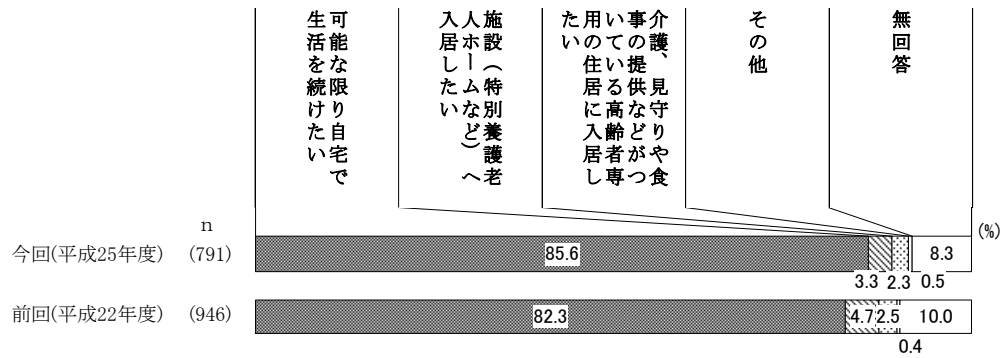 可能な限り自宅で
生活を続けたい
施設（特別養護老
人ホームなど）へ
入居したい
介護、見守りや食
事の提供などがつ
いている高齢者専
用の住居に入居し
たい
その他
無回答
n
(%)
今回(平成25年度) (791)
85.6
8.3
3.3 2.3 0.5
前回(平成22年度) (946)
82.3
4.7
2.5
10.0
0.4